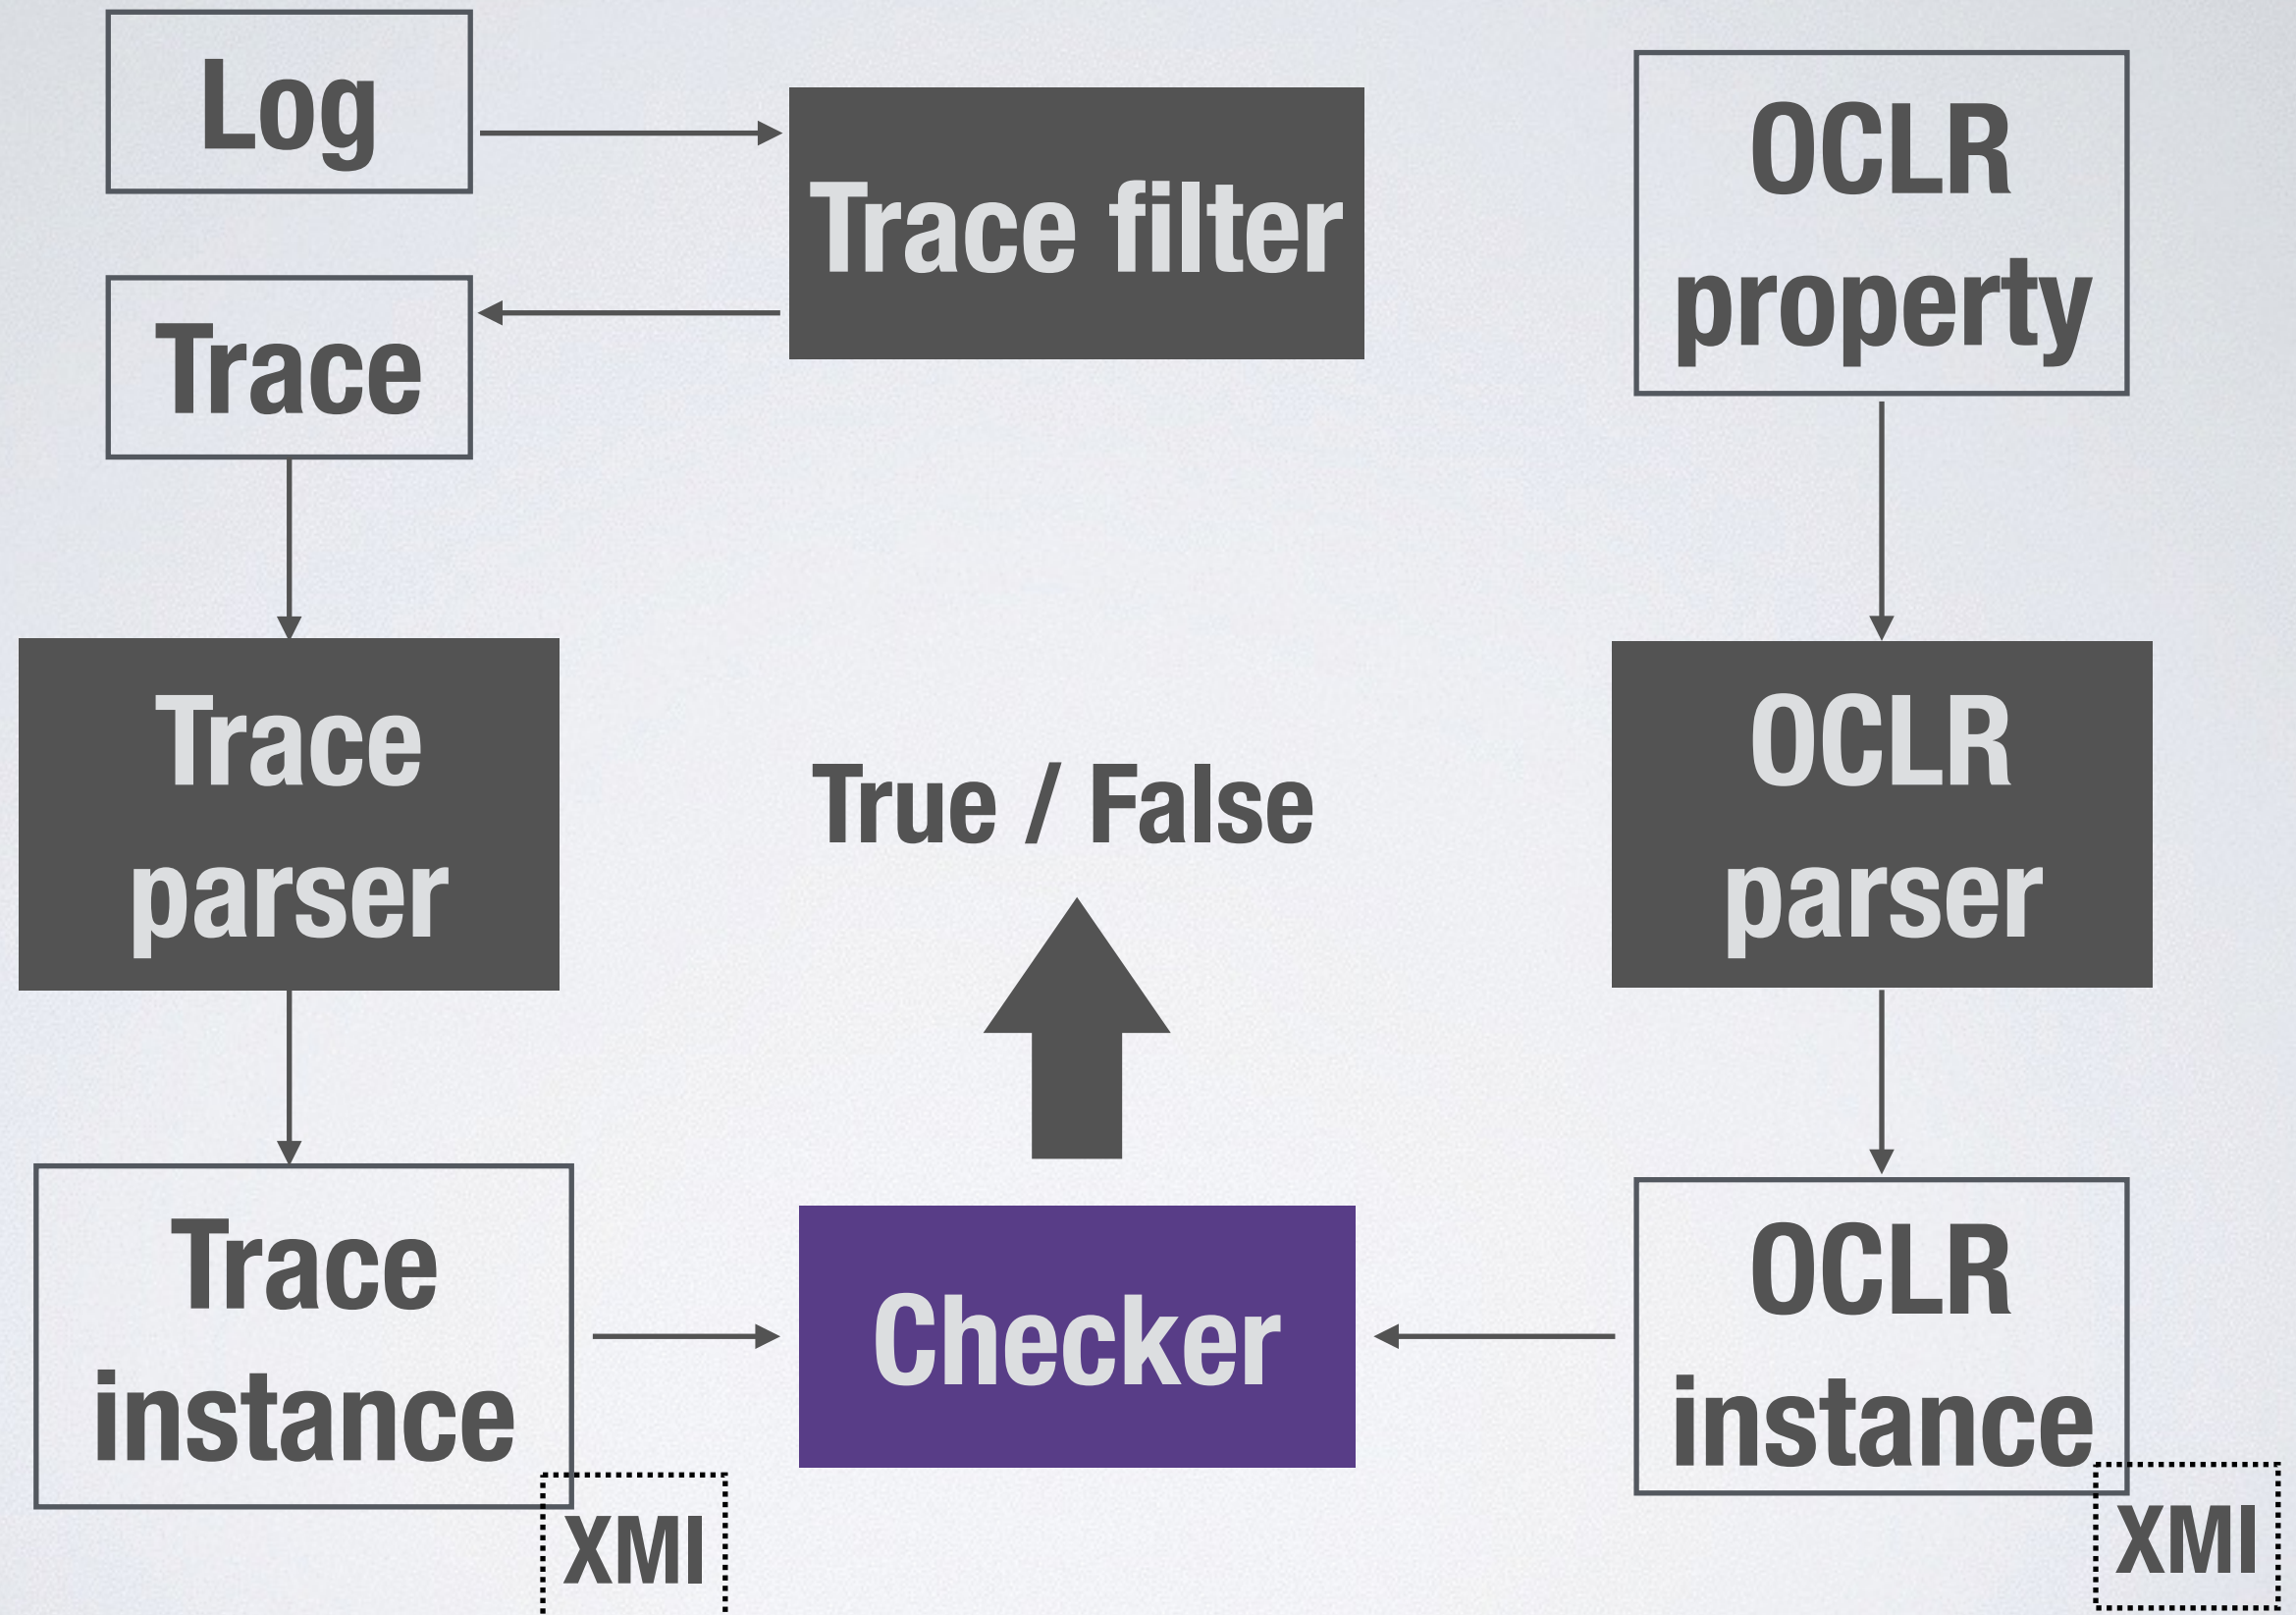 Log
Trace filter
Trace
OCLR
property
Trace
parser
True / False
OCLR
parser
Trace
instance
XMI
Checker
OCLR
instance
XMI